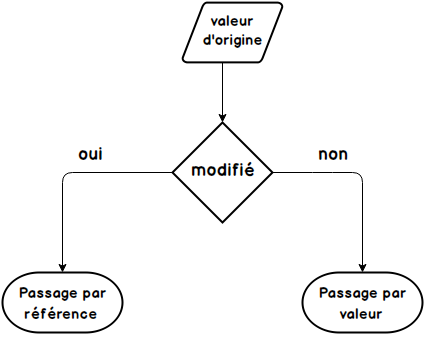 valeur
d'origine
oui
non
modifié
Passage par
référence
Passage par
valeur